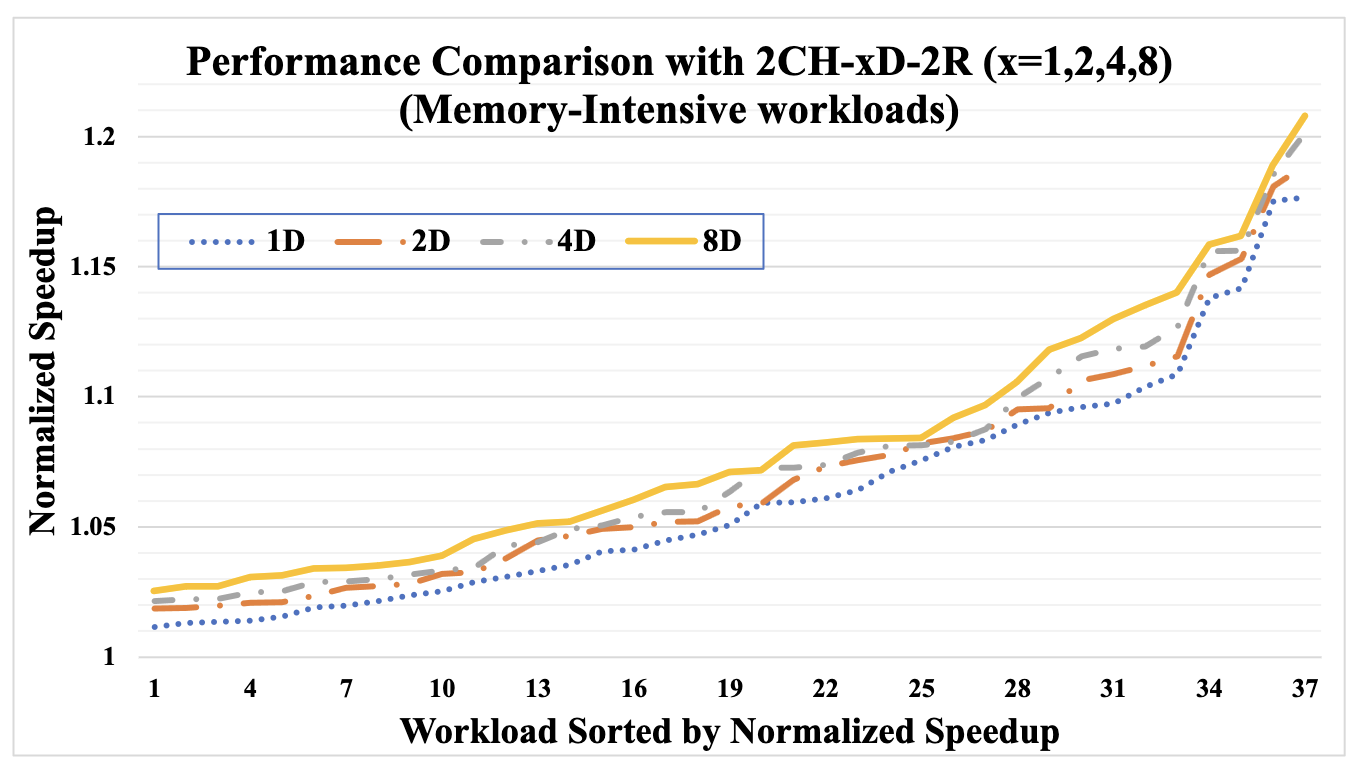 Performance Comparison with 2CH-xD-2R (x=1,2,4,8)
(Memory-Intensive workloads)
1.2
1D 2D 4D 8D
1.15
1.1
1.05
1
Normalized Speedup
1 4 7 10 13 16 19 22 25 28 31 34 37
Workload Sorted by Normalized Speedup